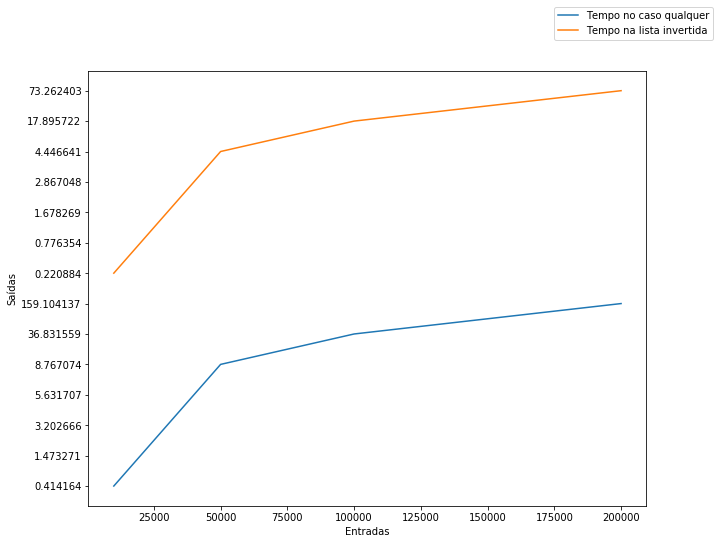 Tempo no caso qualquer
Tempo na lista invertida
73.262403
17.895722
4.446641
2.867048
1.678269
0.776354
0.220884
159.104137
36.831559
8.767074
5.631707
3.202666
1.473271
0.414164
Saídas
25000 50000 75000 100000 125000 150000 175000 200000
Entradas